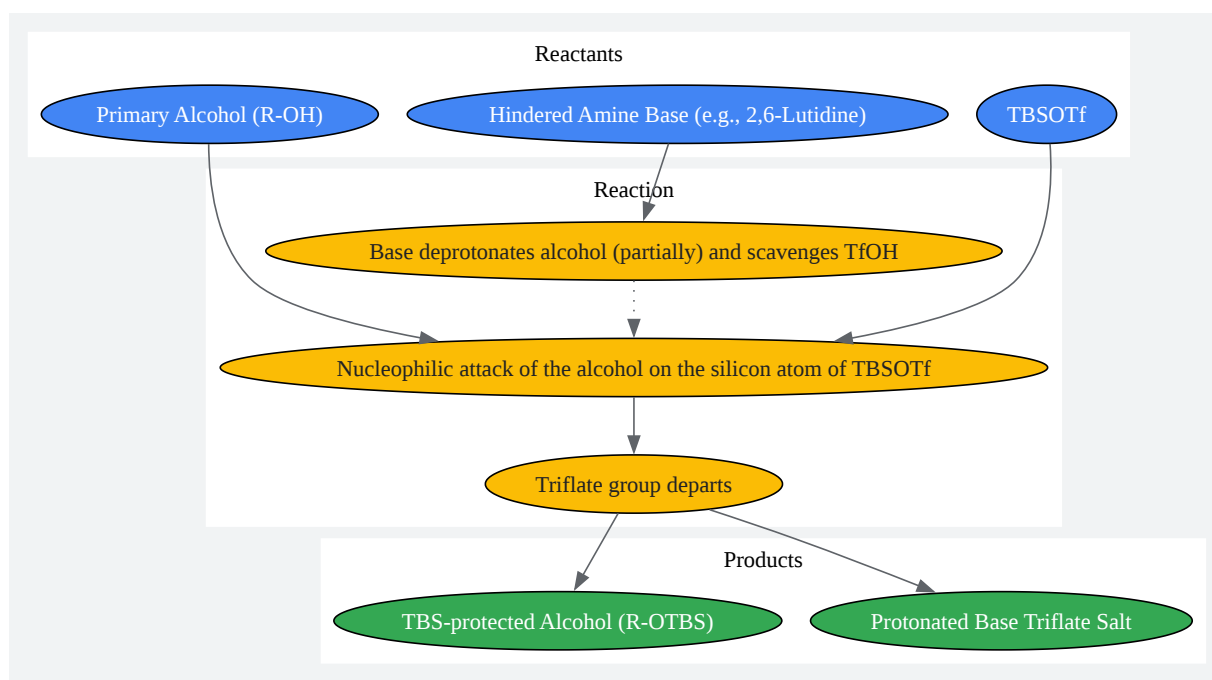 Reactants
Primary Alcohol (R-OH)
Hindered Amine Base (e.g., 2,6-Lutidine)
TBSOTf
Reaction
Base deprotonates alcohol (partially) and scavenges TfOH
Nucleophilic attack of the alcohol on the silicon atom of TBSOTf
Triflate group departs
Products
TBS-protected Alcohol (R-OTBS)
Protonated Base Triflate Salt